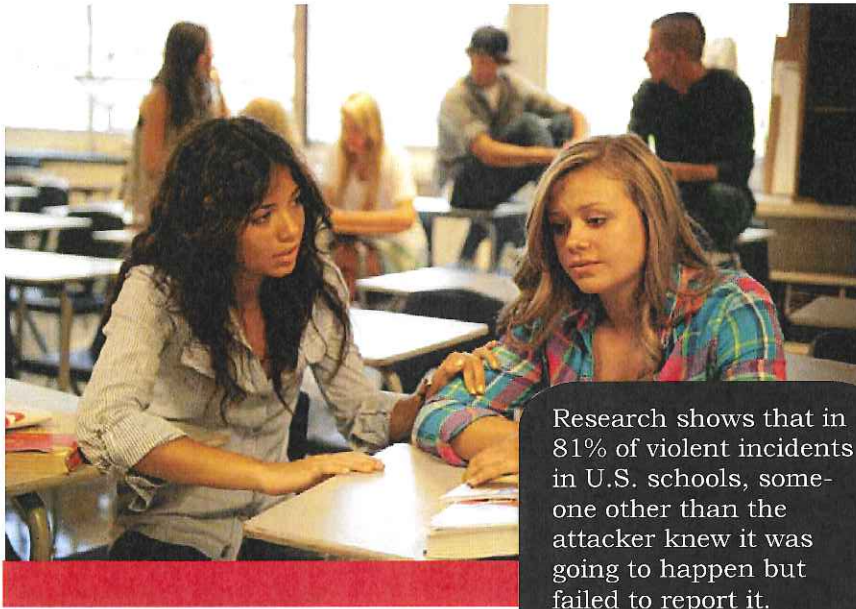 Research shows that in
81% of violent incidents
in U.S. schools, some-
one other than the
attacker knew it was
going to happen but
failed to report it.